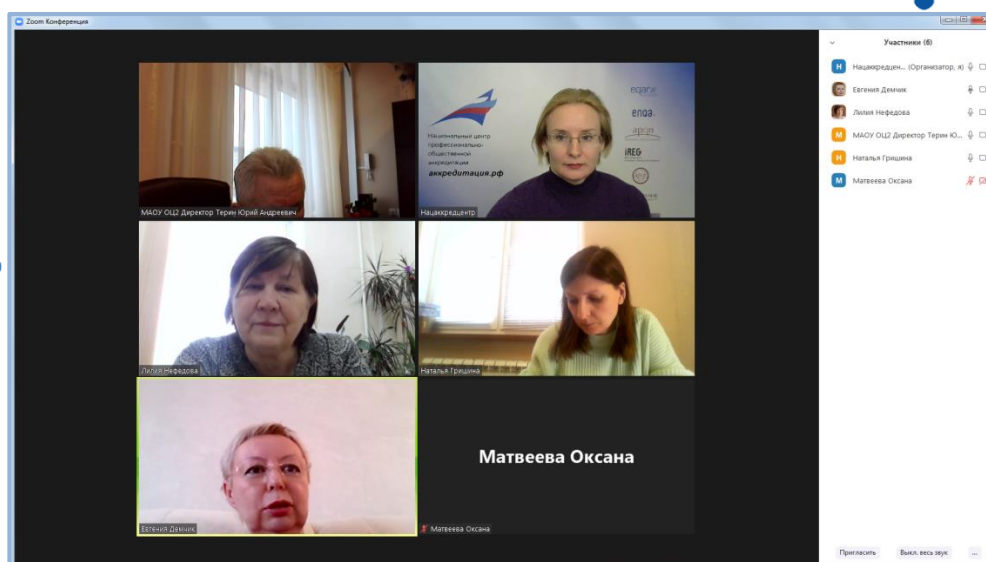 Zoom Конференция
МАОУ ОЦ2 Директор Терин Юрий Андреевич
Национальный центр
профессионально-
общественной
аккредитации
аккредитация.рф
eqar
enqa.
apqn
iREG
Нацаккредцентр
Лилия Нефедова
Наталья Гришина
Евгения Демчик
Матвеева Оксана
Матвеева Оксана
Участники (6)
Н Нацаккредцен... (Организатор, я)
Евгения Демчик
Лилия Нефедова
М МАОУ ОЦ2 Директор Терин Ю...
Н Наталья Гришина
М Матвеева Оксана
Пригласить Выкл. весь звук ...